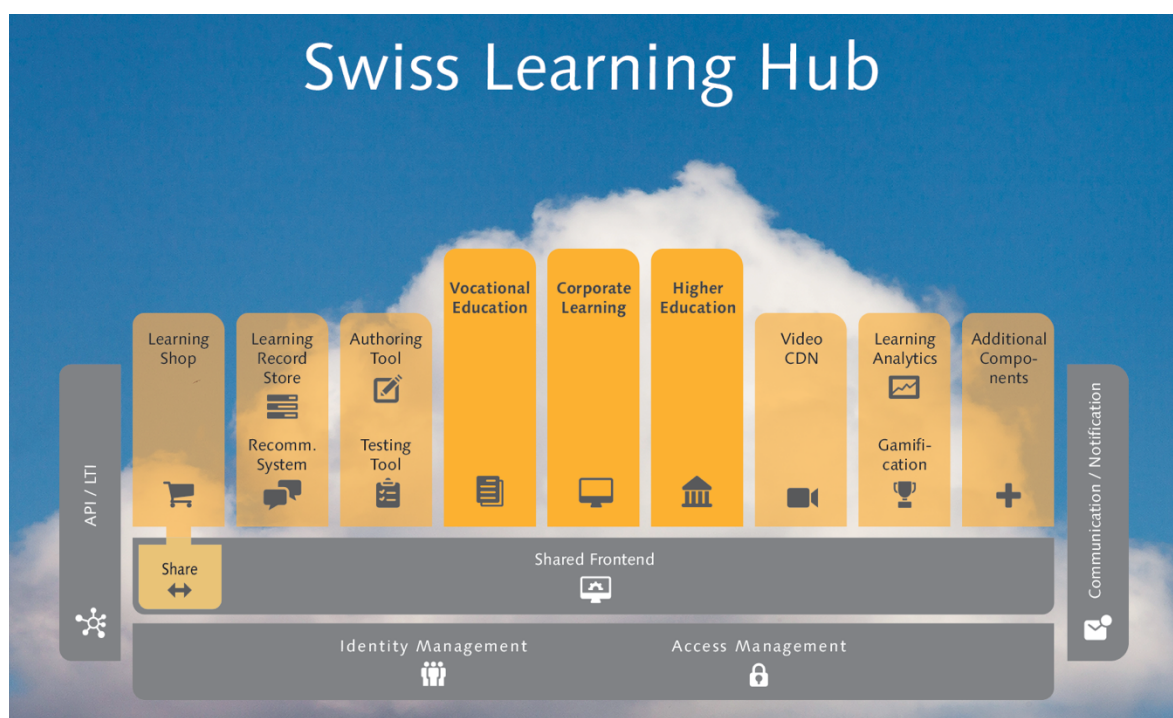 Swiss Learning Hub
Vocational
Education
Corporate
Learning
Higher
Education
Learning
Shop
Learning
Record
Store
Recomm.
System
Authoring
Tool
Testing
Tool
Video
CDN
Learning
Analytics
Gamifi-
cation
Additional
Compo-
nents
API / LTI
Communication / Notification
Share
Shared Frontend
Identity Management
Access Management